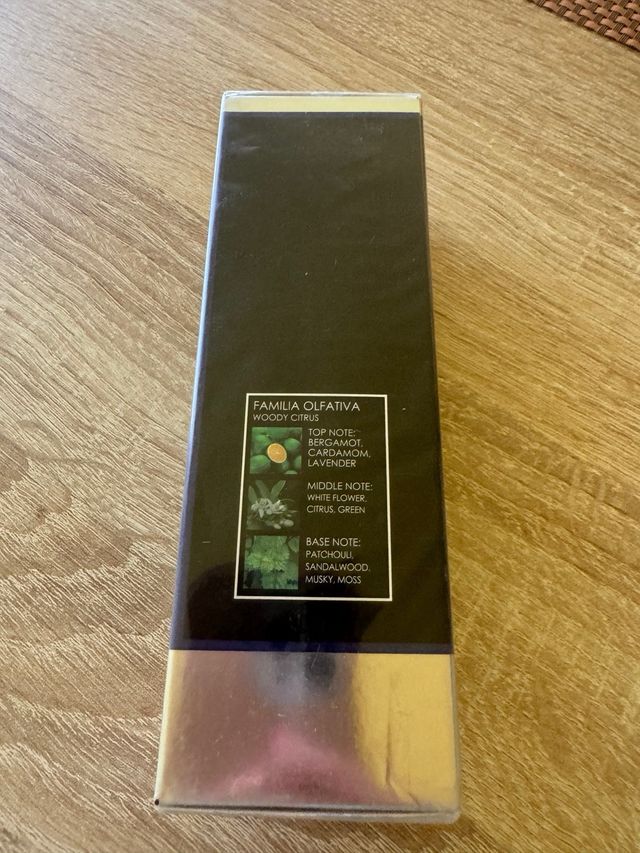 FAMILIA OLFATIVA
WOODY CITRUS
TOP NOTE:
BERGAMOT,
CARDAMOM,
LAVENDER
MIDDLE NOTE:
WHITE FLOWER,
CITRUS, GREEN
BASE NOTE:
PATCHOULI,
SANDALWOOD,
MUSKY, MOSS